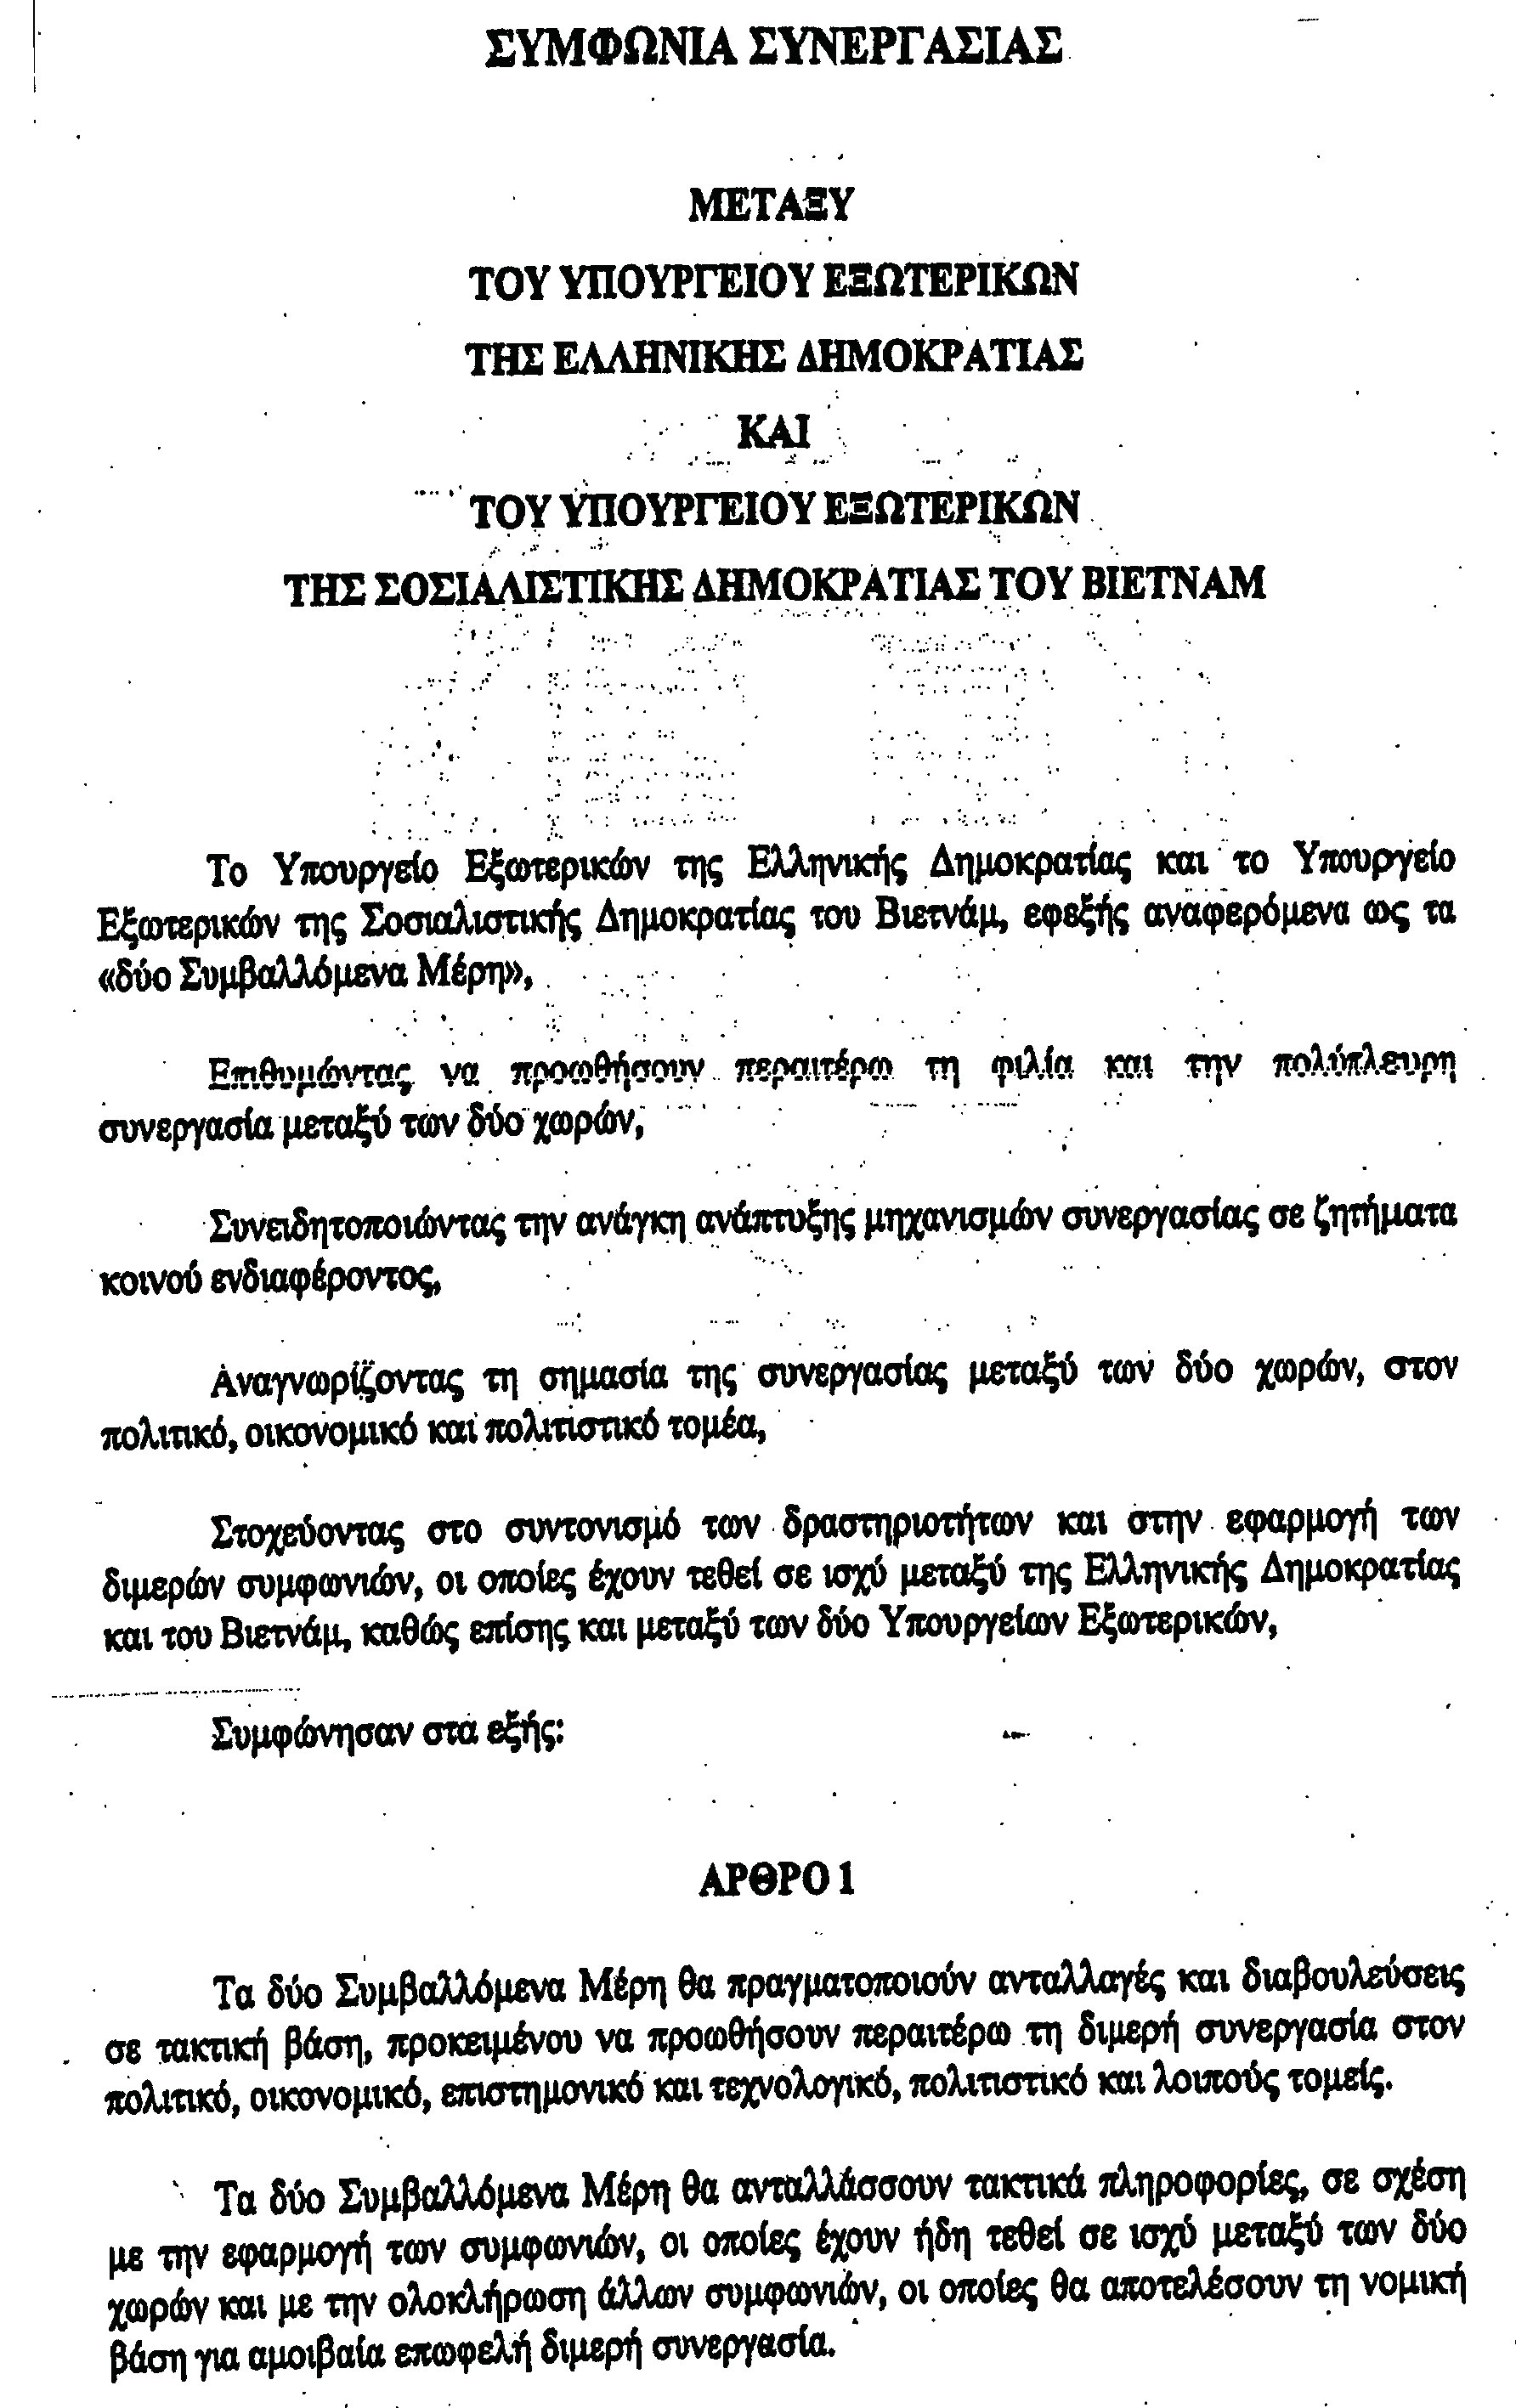 ΣΥΜΦΩΝΙΑ ΣΥΝΕΡΓΑΣΙΑΣ
ΜΕΤΑΞΥ
ΤΟΥ ΥΠΟΥΡΓΕΙΟΥ ΕΞΩΤΕΡΙΚΩΝ
ΤΗΣ ΕΛΛΗΝΙΚΗΣ ΔΗΜΟΚΡΑΤΙΑΣ
ΚΑΙ
ΤΟΥ ΥΠΟΥΡΓΕΙΟΥ ΕΞΩΤΕΡΙΚΩΝ
ΤΗΣ ΣΟΣΙΑΛΙΣΤΙΚΗΣ ΔΗΜΟΚΡΑΤΙΑΣ ΤΟΥ ΒΙΕΤΝΑΜ
Το Υπουργείο Εξωτερικών της Ελληνικής Δημοκρατίας και το Υπουργείο
Εξωτερικών της Σοσιαλιστικής Δημοκρατίας του Βιετνάμ, εφεξής αναφερόμενα ως τα
«δύο Συμβαλλόμενα Μέρη»,
Επιθυμώντας να προωθήσουν περαιτέρω τη φιλία και την πολύπλευρη
συνεργασία μεταξύ των δύο χωρών,
Συνειδητοποιώντας την ανάγκη ανάπτυξης μηχανισμών συνεργασίας σε ζητήματα
κοινού ενδιαφέροντος,
Αναγνωρίζοντας τη σημασία της συνεργασίας μεταξύ των δύο χωρών, στον
πολιτικό, οικονομικό και πολιτιστικό τομέα,
Στοχεύοντας στο συντονισμό των δραστηριοτήτων και στην εφαρμογή των
διμερών συμφωνιών, οι οποίες έχουν τεθεί σε ισχύ μεταξύ της Ελληνικής Δημοκρατίας
και του Βιετνάμ, καθώς επίσης και μεταξύ των δύο Υπουργείων Εξωτερικών,
Συμφώνησαν στα εξής:
ΑΡΘΡΟ 1
Τα δύο Συμβαλλόμενα Μέρη θα πραγματοποιούν ανταλλαγές και διαβουλεύσεις
σε τακτική βάση, προκειμένου να προωθήσουν περαιτέρω τη διμερή συνεργασία στον
πολιτικό, οικονομικό, επιστημονικό και τεχνολογικό, πολιτιστικό και λοιπούς τομείς.
Τα δύο Συμβαλλόμενα Μέρη θα ανταλλάσσουν τακτικά πληροφορίες, σε σχέση
με την εφαρμογή των συμφωνιών, οι οποίες έχουν ήδη τεθεί σε ισχύ μεταξύ των δύο
χωρών και με την ολοκλήρωση άλλων συμφωνιών, οι οποίες θα αποτελέσουν τη νομική
βάση για αμοιβαία επωφελή διμερή συνεργασία.